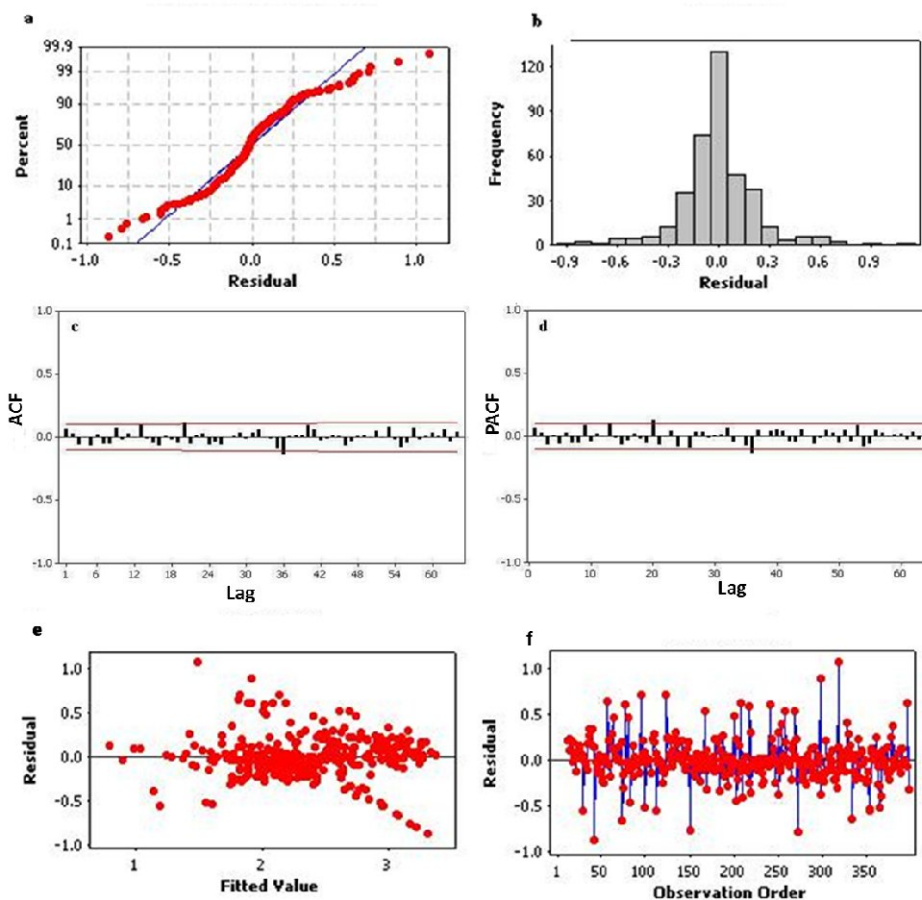 a
99.9
99
90
50
10
1
0.1
Percent
-1.0 -0.5 0.0 0.5 1.0
Residual
b
120
90
60
30
0
Frequency
-0.9 -0.6 -0.3 0.0 0.3 0.6 0.9
Residual
c
1.0
0.5
0.0
-0.5
-1.0
ACF
1 6 12 18 24 30 36 42 48 54 60
Lag
d
1.0
0.5
0.0
-0.5
-1.0
PACF
0 10 20 30 40 50 60
Lag
e
1.0
0.5
0.0
-0.5
-1.0
Residual
1 2 3
Fitted Value
f
1.0
0.5
0.0
-0.5
-1.0
Residual
1 50 100 150 200 250 300 350
Observation Order